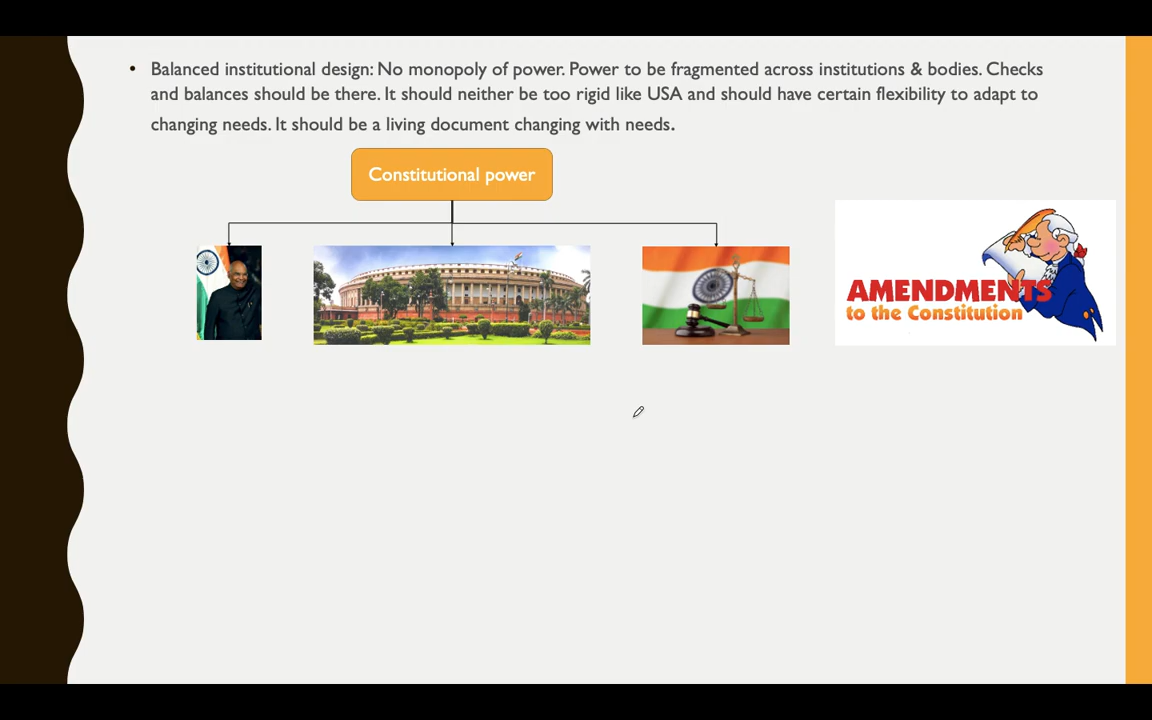 • Balanced institutional design: No monopoly of power. Power to be fragmented across institutions & bodies. Checks
and balances should be there. It should neither be too rigid like USA and should have certain flexibility to adapt to
changing needs. It should be a living document changing with needs.
Constitutional power
AMENDMENTS
to the Constitution